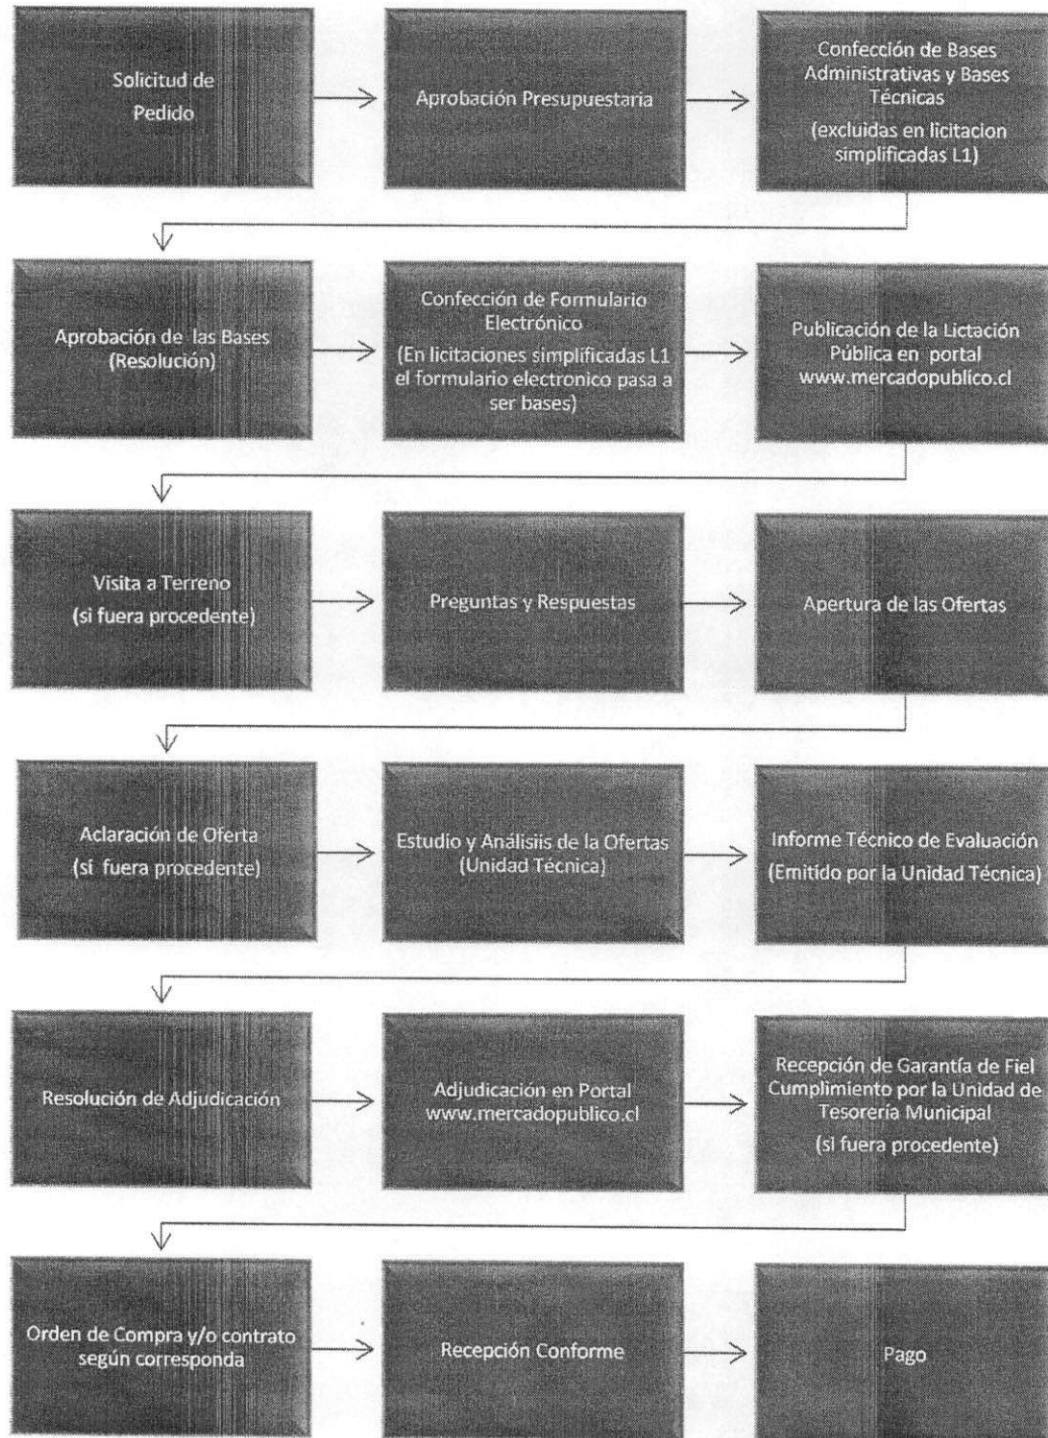 Solicitud de
Pedido
Aprobación Presupuestaria
Confección de Bases
Administrativas y Bases
Técnicas
(excluidas en licitacion
simplificadas L1)
Aprobación de las Bases
(Resolución)
Confección de Formulario
Electrónico
(En licitaciones simplificadas L1
el formulario electronico pasa a
ser bases)
Publicación de la Lictación
Pública en portal
www.mercadopublico.cl
Visita a Terreno
(si fuera procedente)
Preguntas y Respuestas
Apertura de las Ofertas
Aclaración de Oferta
(si fuera procedente)
Estudio y Análisiis de la Ofertas
(Unidad Técnica)
Informe Técnico de Evaluación
(Emitido por la Unidad Técnica)
Resolución de Adjudicación
Adjudicación en Portal
www.mercadopublico.cl
Recepción de Garantía de Fiel
Cumplimiento por la Unidad de
Tesorería Municipal
(si fuera procedente)
Orden de Compra y/o contrato
según corresponda
Recepción Conforme
Pago